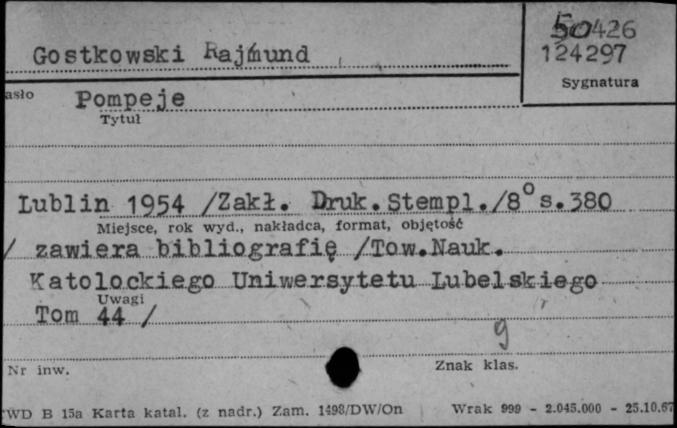 50426
Gostkowski Rajmund
124297
Sygnatura
asło Pompeje
Tytuł
Lublin 1954 /Zakł. Druk.Stempl./8° s.380
Miejsce, rok wyd., nakładca, format, objętość
/ zawiera bibliografię /Tow.Nauk.
Katolockiego Uniwersytetu Lubelskiego
Uwagi
Tom 44 /
9
Nr inw. Znak klas.
WD B 15a Karta katal. (z nadr.) Zam. 1498/DW/On Wrak 999 - 2.045.000 - 25.10.67